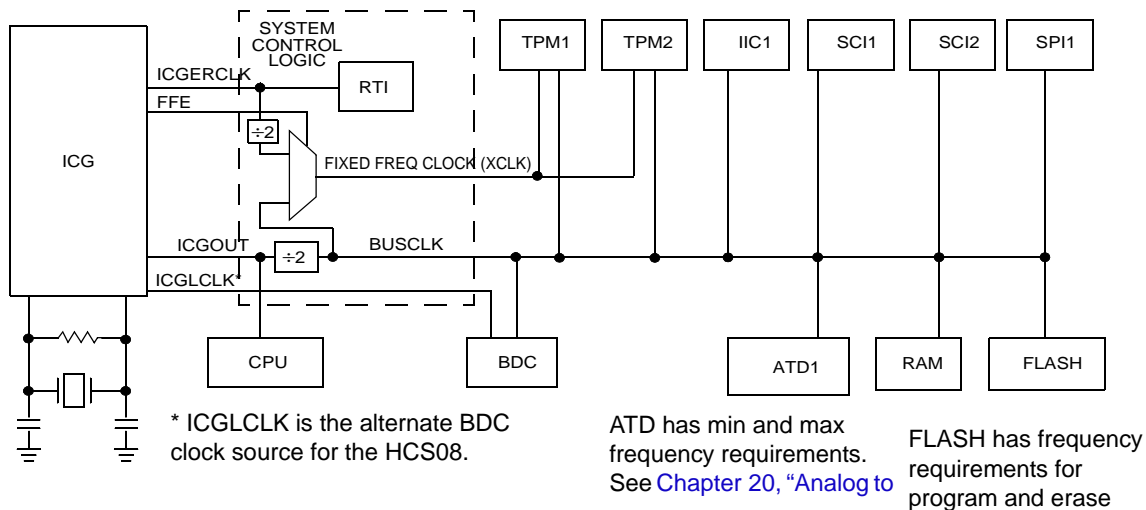 SYSTEM
CONTROL
LOGIC
TPM1
TPM2
IIC1
SCI1
SCI2
SPI1
ICGERCLK
RTI
FFE
÷2
ICG
FIXED FREQ CLOCK (XCLK)
ICGOUT
÷2
BUSCLK
ICGLCLK*
CPU
BDC
ATD1
RAM
FLASH
* ICGLCLK is the alternate BDC
clock source for the HCS08.
ATD has min and max
frequency requirements.
See Chapter 20, “Analog to
FLASH has frequency
requirements for
program and erase